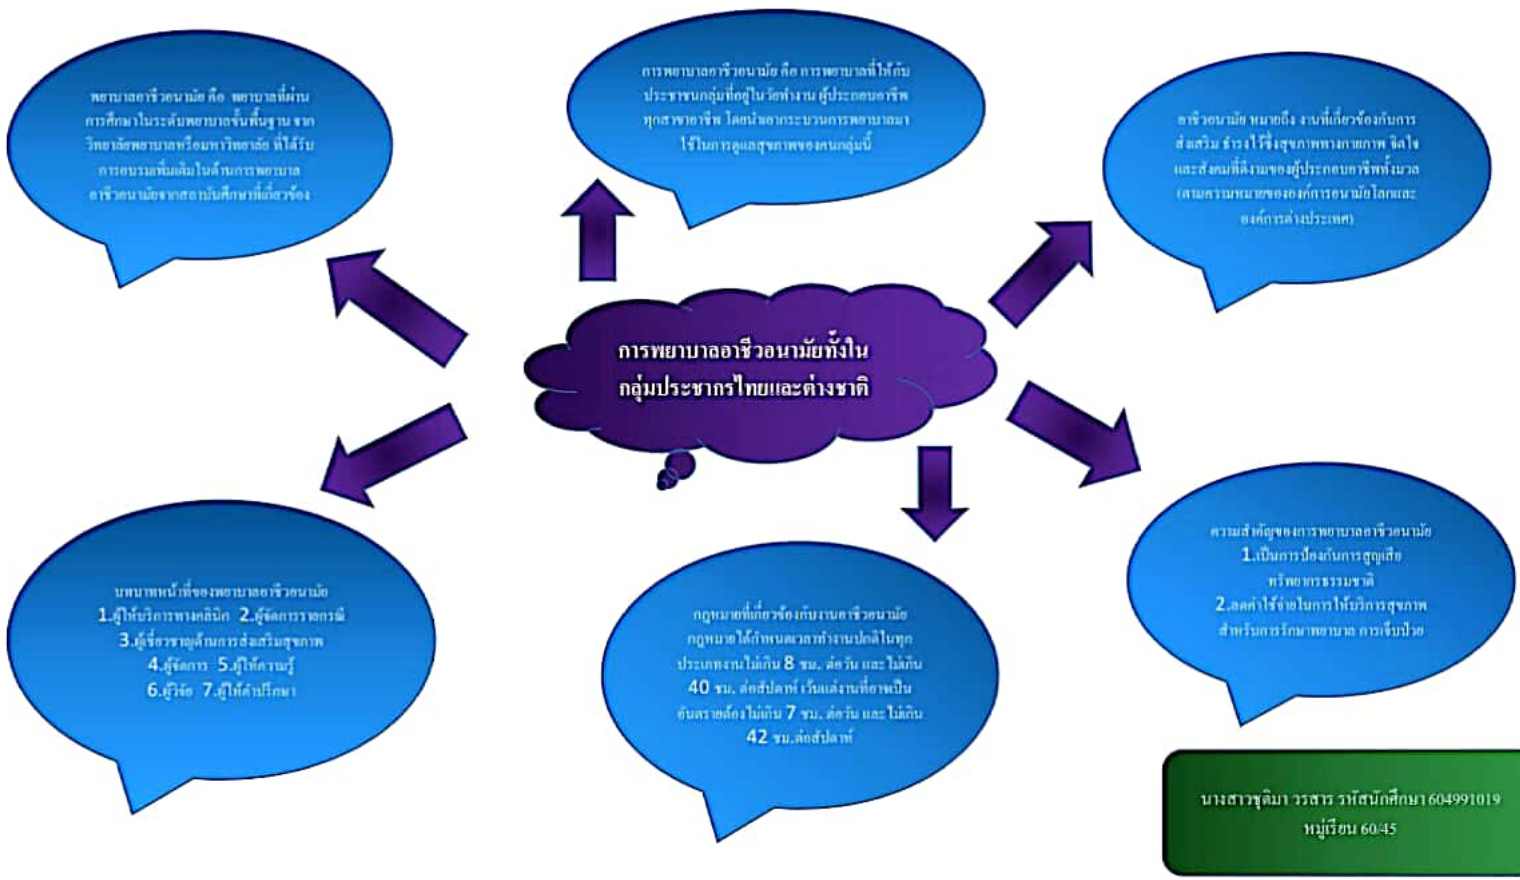 พยาบาลอาชีวอนามัย คือ พยาบาลที่ผ่าน
การศึกษาในระดับพยาบาลขั้นพื้นฐาน จาก
วิทยาลัยพยาบาลหรือมหาวิทยาลัย ที่ได้รับ
การอบรมเพิ่มเติมในด้านการพยาบาล
อาชีวอนามัยจากสถาบันศึกษาที่เกี่ยวข้อง
การพยาบาลอาชีวอนามัย คือ การพยาบาลที่ให้กับ
ประชาชนกลุ่มที่อยู่ในวัยทำงาน ผู้ประกอบอาชีพ
ทุกสาขาอาชีพ โดยนำเอากระบวนการพยาบาลมา
ใช้ในการดูแลสุขภาพของคนกลุ่มนี้
อาชีวอนามัย หมายถึง งานที่เกี่ยวข้องกับการ
ส่งเสริม ธำรงไว้ซึ่งสุขภาพทางกายภาพ จิตใจ
และสังคมที่ดีงามของผู้ประกอบอาชีพทั้งมวล
(ตามความหมายขององค์การอนามัยโลกและ
องค์การต่างประเทศ)
การพยาบาลอาชีวอนามัยทั้งใน
กลุ่มประชากรไทยและต่างชาติ
บทบาทหน้าที่ของพยาบาลอาชีวอนามัย
1.ผู้ให้บริการทางคลินิก 2.ผู้จัดการรายกรณี
3.ผู้เชี่ยวชาญด้านการส่งเสริมสุขภาพ
4.ผู้จัดการ 5.ผู้ให้ความรู้
6.ผู้วิจัย 7.ผู้ให้คำปรึกษา
กฎหมายที่เกี่ยวข้องกับงานอาชีวอนามัย
กฎหมายได้กำหนดเวลาทำงานปกติในทุก
ประเภทงานไม่เกิน 8 ชม. ต่อวัน และ ไม่เกิน
40 ชม. ต่อสัปดาห์ เว้นแต่งานที่อาจเป็น
อันตรายต้องไม่เกิน 7 ชม. ต่อวัน และ ไม่เกิน
42 ชม.ต่อสัปดาห์
ความสำคัญของการพยาบาลอาชีวอนามัย
1.เป็นการป้องกันการสูญเสีย
ทรัพยากรธรรมชาติ
2.ลดค่าใช้จ่ายในการให้บริการสุขภาพ
สำหรับการรักษาพยาบาล การเจ็บป่วย
นางสาวชุติมา วรสาร รหัสนักศึกษา 604991019
หมู่เรียน 60/45